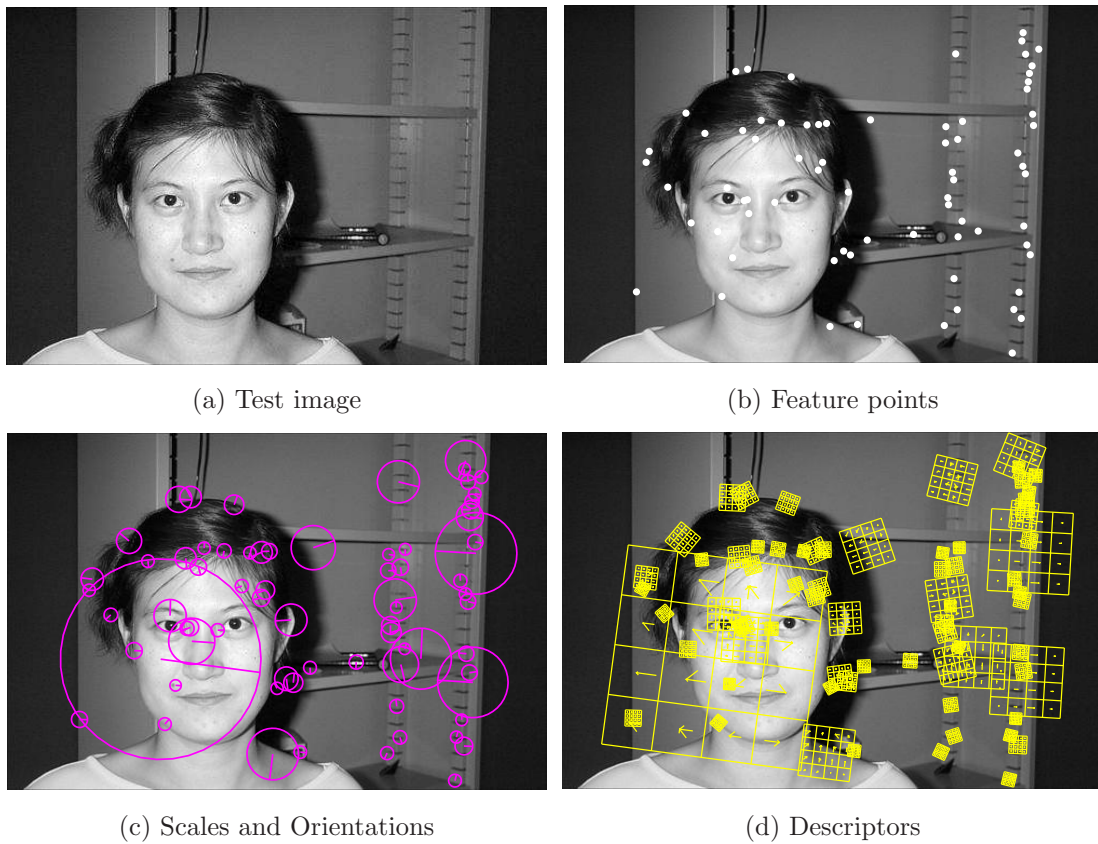 (a) Test image
(b) Feature points
(c) Scales and Orientations
(d) Descriptors